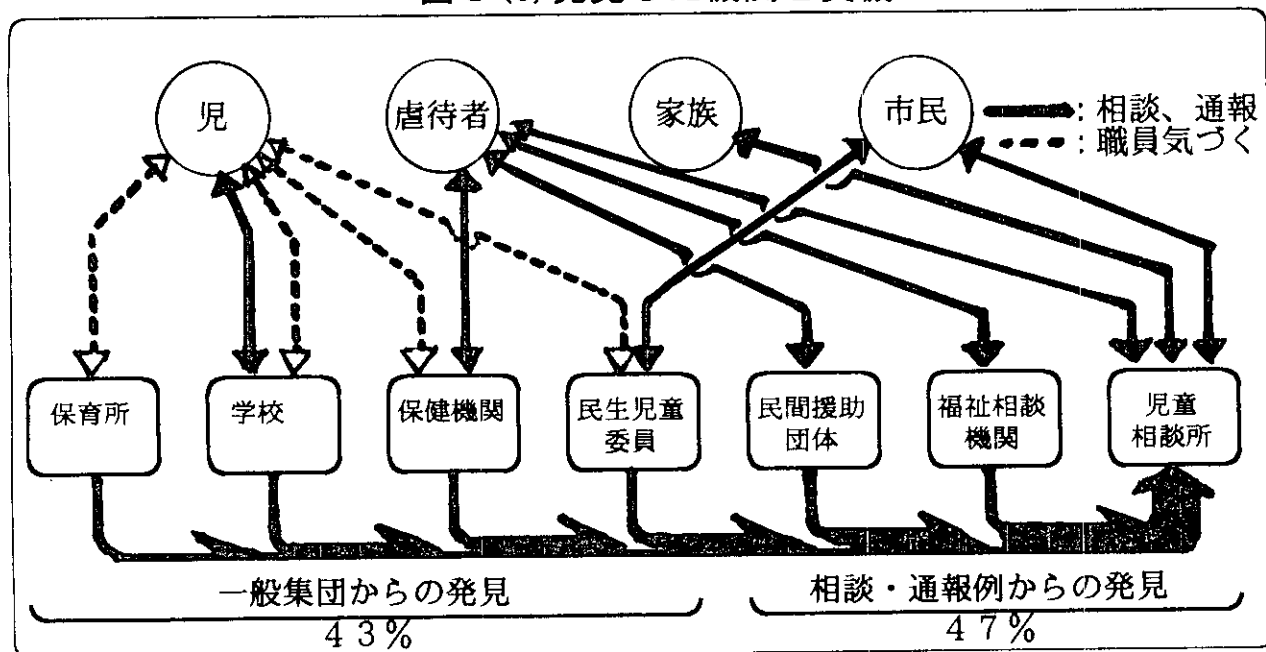 児
虐待者
家族
市民
: 相談、通報
: 職員気づく
保育所
学校
保健機関
民生児童
委員
民間援助
団体
福祉相談
機関
児童
相談所
一般集団からの発見
43%
相談・通報例からの発見
47%